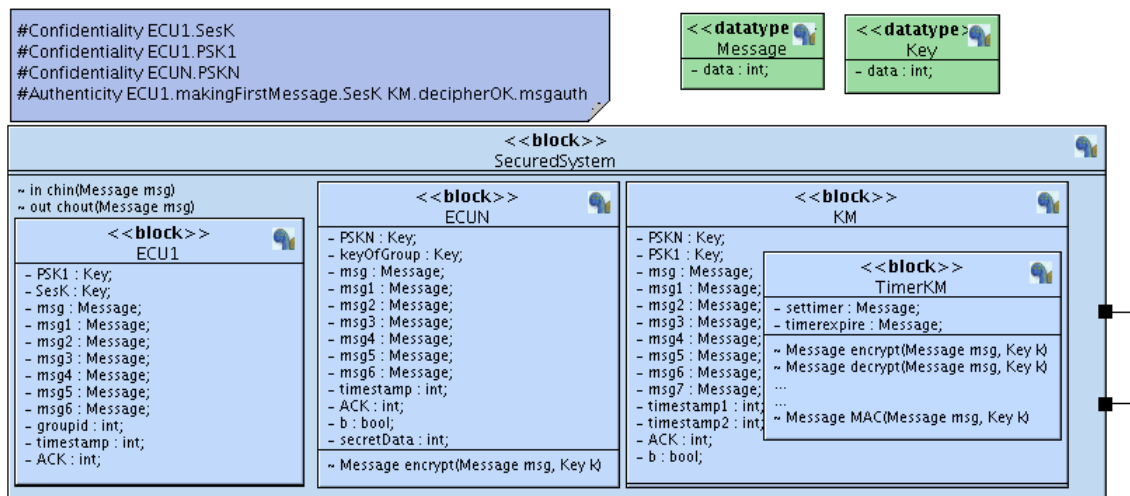 #Confidentiality ECU1.SesK
#Confidentiality ECU1.PSK1
#Confidentiality ECUN.PSKN
#Authenticity ECU1.makingFirstMessage.SesK KM.decipherOK.msgauth
<<datatype
Message
- data : int;
<<datatype>
Key
- data : int;
<<block>>
SecuredSystem
~ in chin(Message msg)
~ out chout(Message msg)
<<block>>
ECU1
- PSK1 : Key;
- SesK : Key;
- msg : Message;
- msg1 : Message;
- msg2 : Message;
- msg3 : Message;
- msg4 : Message;
- msg5 : Message;
- msg6 : Message;
- groupid : int;
- timestamp : int;
- ACK : int;
<<block>>
ECUN
- PSKN : Key;
- keyOfGroup : Key;
- msg : Message;
- msg1 : Message;
- msg2 : Message;
- msg3 : Message;
- msg4 : Message;
- msg5 : Message;
- msg6 : Message;
- timestamp : int;
- ACK : int;
- b : bool;
- secretData : int;
~ Message encrypt(Message msg, Key k)
<<block>>
KM
- PSKN : Key;
- PSK1 : Key;
- msg : Message;
- msg1 : Message;
- msg2 : Message;
- msg3 : Message;
- msg4 : Message;
- msg5 : Message;
- msg6 : Message;
- msg7 : Message;
- timestamp1 : int;
- timestamp2 : int;
- ACK : int;
- b : bool;
<<block>>
TimerKM
- settimer : Message;
- timerexpire : Message;
~ Message encrypt(Message msg, Key k)
~ Message decrypt(Message msg, Key k)
...
...
~ Message MAC(Message msg, Key k)